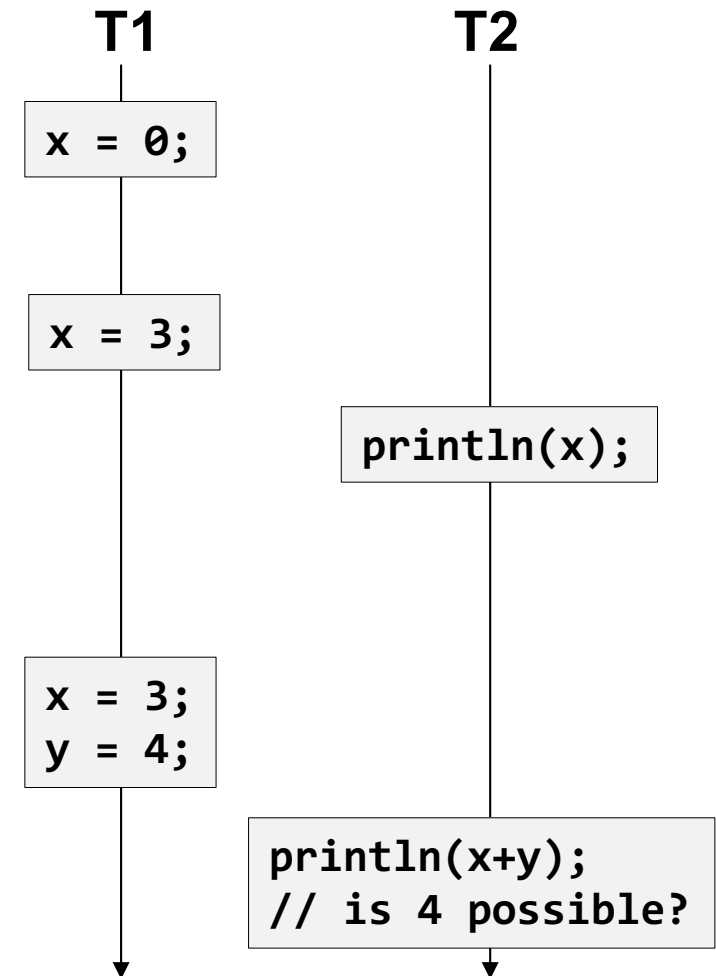 T1
T2
x = 0;
x = 3;
println(x);
x = 3;
y = 4;
println(x+y);
// is 4 possible?